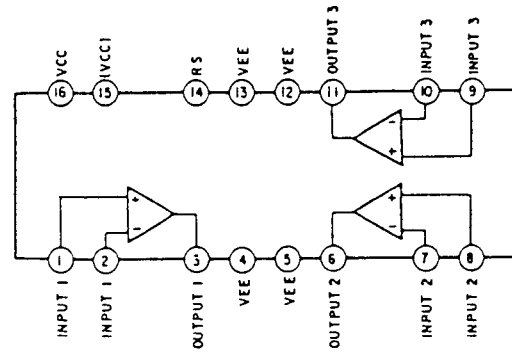 VCC
(VCC)
RS
VEE
VEE
OUTPUT 3
INPUT 3
INPUT 3
16
15
14
13
12
11
10
9
-
+
+
-
+
-
1
2
3
4
5
6
7
8
INPUT 1
INPUT 1
OUTPUT 1
VEE
VEE
OUTPUT 2
INPUT 2
INPUT 2